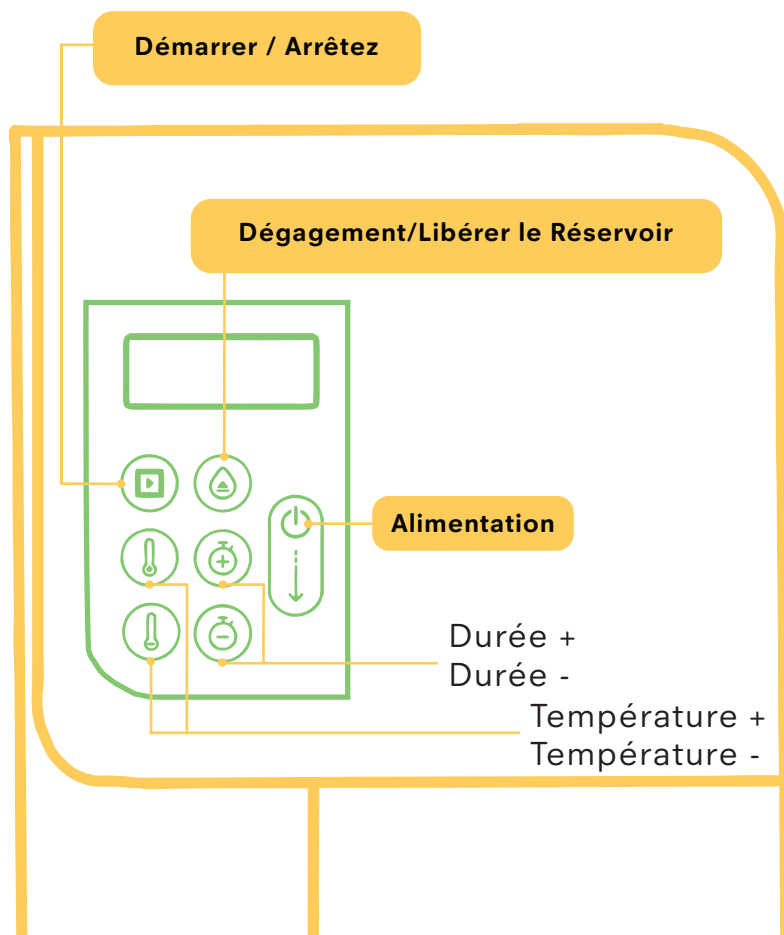 Démarrer / Arrêtez
Dégagement/Libérer le Réservoir
Alimentation
Durée +
Durée -
Température +
Température -